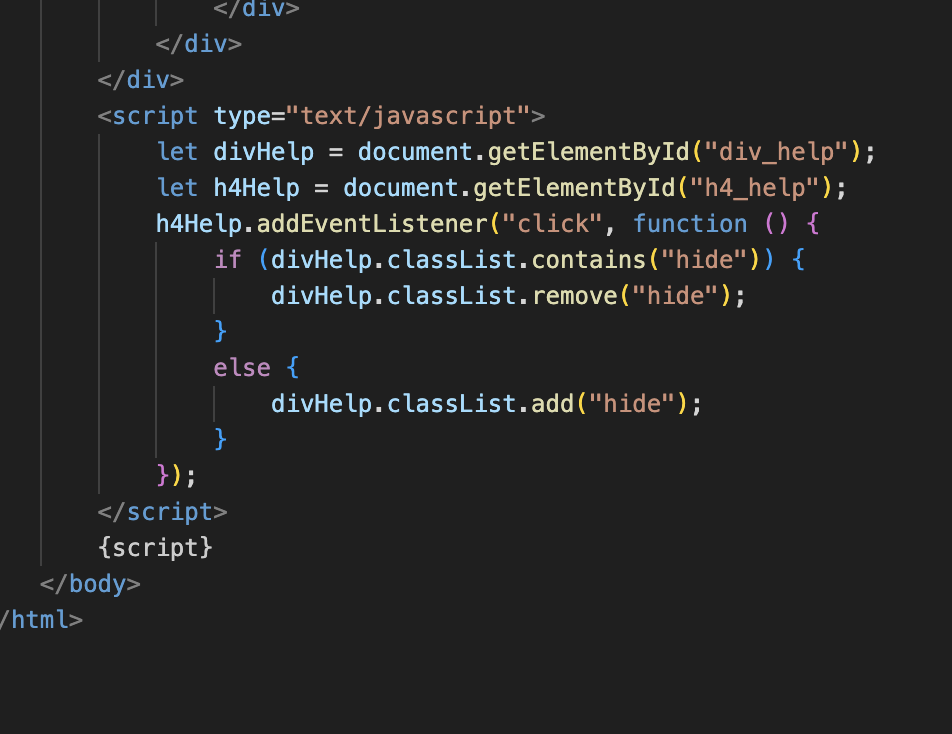 </div>
</div>
</div>
<script type="text/javascript">
let divHelp = document.getElementById("div_help");
let h4Help = document.getElementById("h4_help");
h4Help.addEventListener("click", function () {
if (divHelp.classList.contains("hide")) {
divHelp.classList.remove("hide");
}
else {
divHelp.classList.add("hide");
}
});
</script>
{script}
</body>
/html>